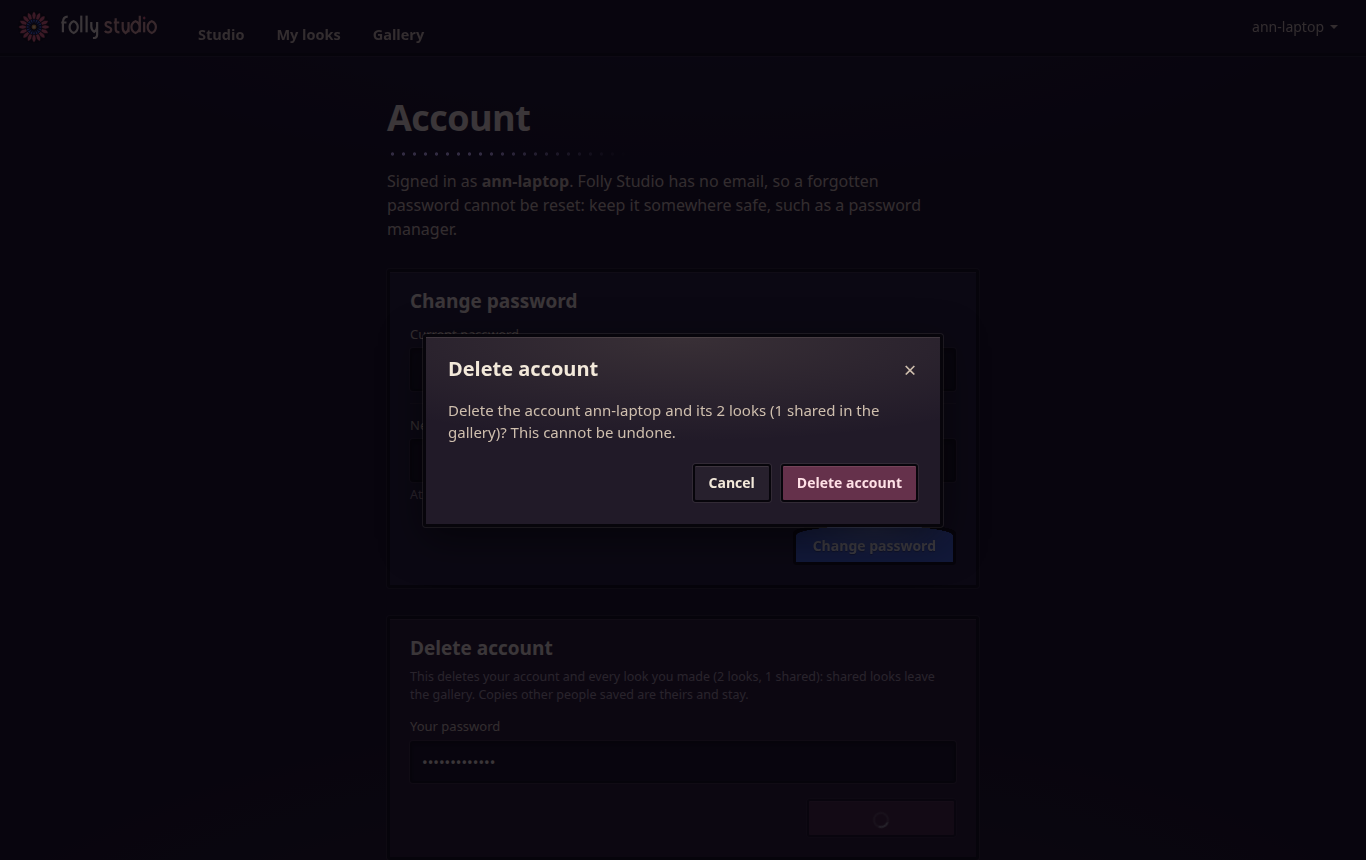 folly studio
Studio
My looks
Gallery
ann-laptop
Account
Signed in as ann-laptop. Folly Studio has no email, so a forgotten
password cannot be reset: keep it somewhere safe, such as a password
manager.
Change password
Current password
Delete account
×
Delete the account ann-laptop and its 2 looks (1 shared in the
gallery)? This cannot be undone.
Cancel
Delete account
Change password
Delete account
This deletes your account and every look you made (2 looks, 1 shared): shared looks leave
the gallery. Copies other people saved are theirs and stay.
Your password
•••••••••••••